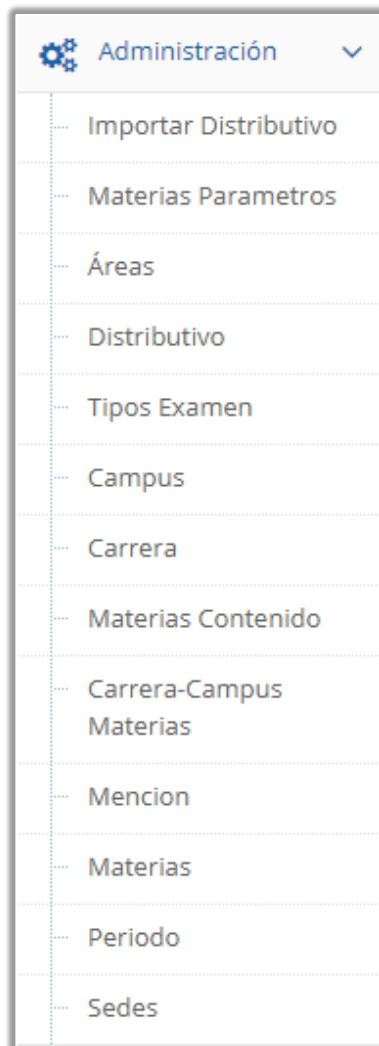 Administración
Importar Distributivo
Materias Parametros
Áreas
Distributivo
Tipos Examen
Campus
Carrera
Materias Contenido
Carrera-Campus
Materias
Mencion
Materias
Periodo
Sedes